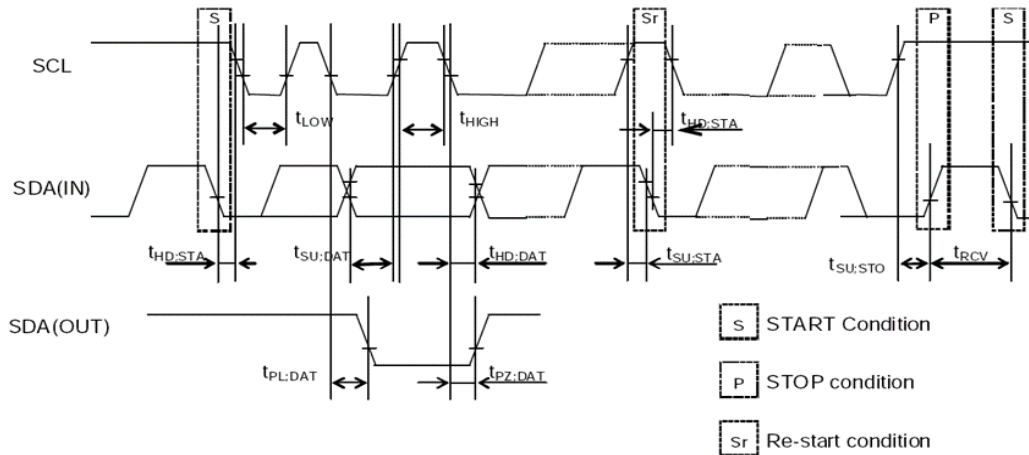 S Sr P S
SCL
tLOW tHIGH tHD;STA
SDA(IN)
tHD;STA tSU;DAT tHD;DAT tSU;STA tSU;STO tRCV
SDA(OUT)
tPL;DAT tPZ;DAT
S START Condition
P STOP condition
Sr Re-start condition